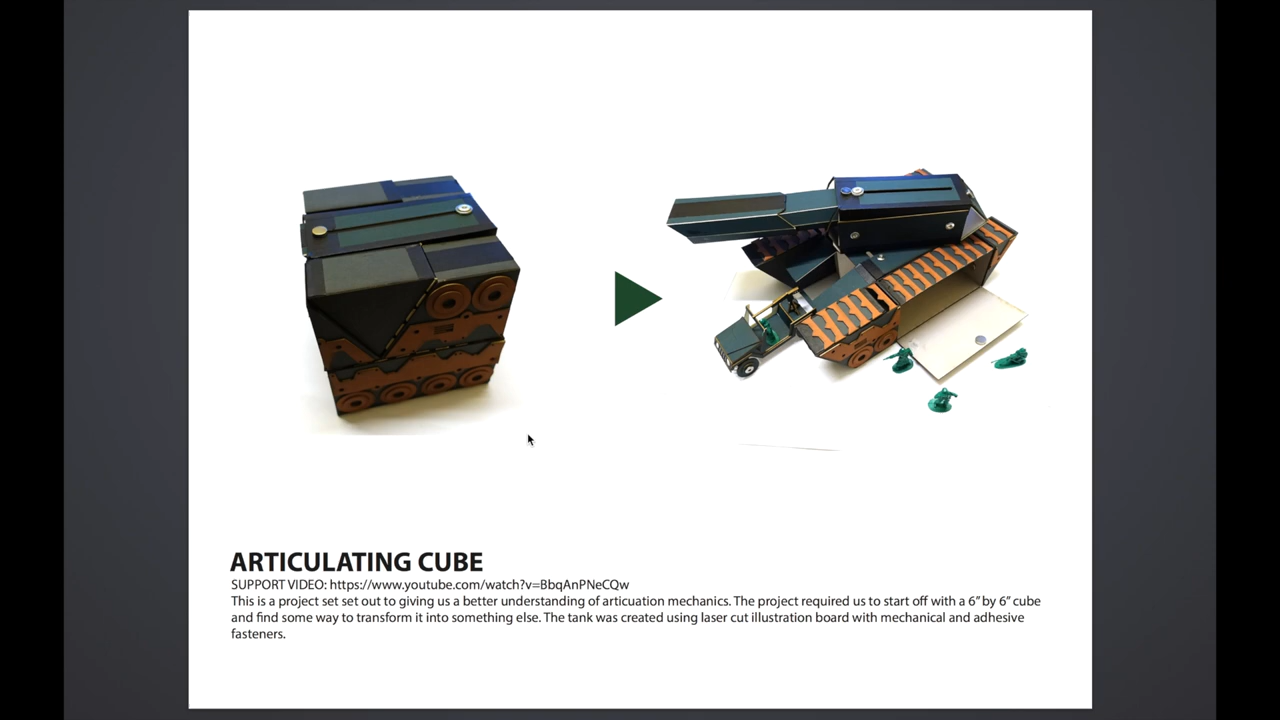 ARTICULATING CUBE
SUPPORT VIDEO: https://www.youtube.com/watch?v=BbqAnPNeCQw
This is a project set set out to giving us a better understanding of articuation mechanics. The project required us to start off with a 6” by 6” cube
and find some way to transform it into something else. The tank was created using laser cut illustration board with mechanical and adhesive
fasteners.